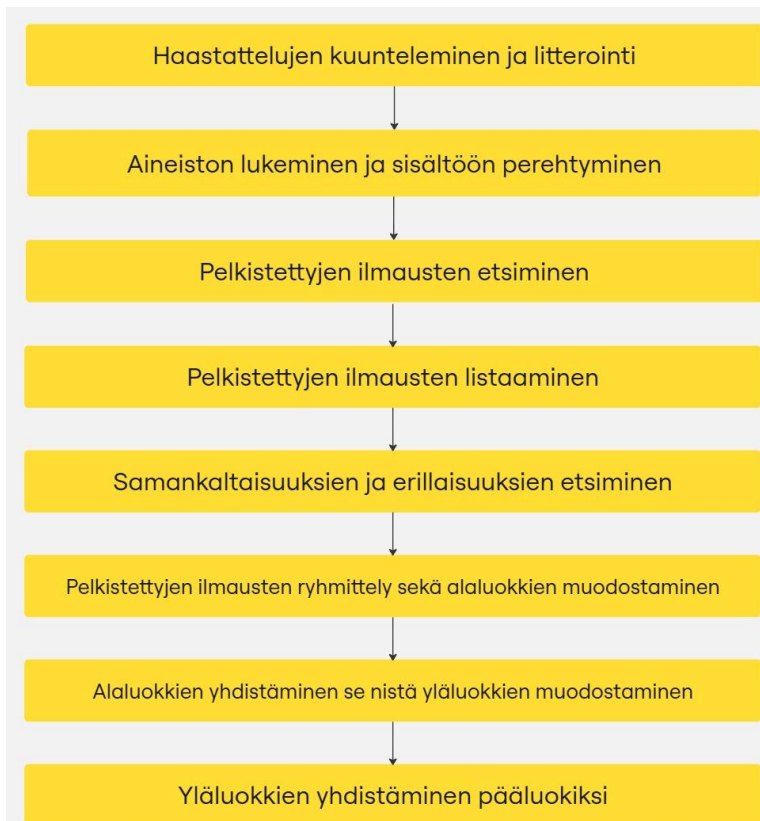 Haastattelujen kuunteleminen ja litterointi
Aineiston lukeminen ja sisältöön perehtyminen
Pelkistettyjen ilmausten etsiminen
Pelkistettyjen ilmausten listaaminen
Samankaltaisuuksien ja erillaisuuksien etsiminen
Pelkistettyjen ilmausten ryhmittely sekä alaluokkien muodostaminen
Alaluokkien yhdistäminen se nistä yläluokkien muodostaminen
Yläluokkien yhdistäminen pääluokiksi